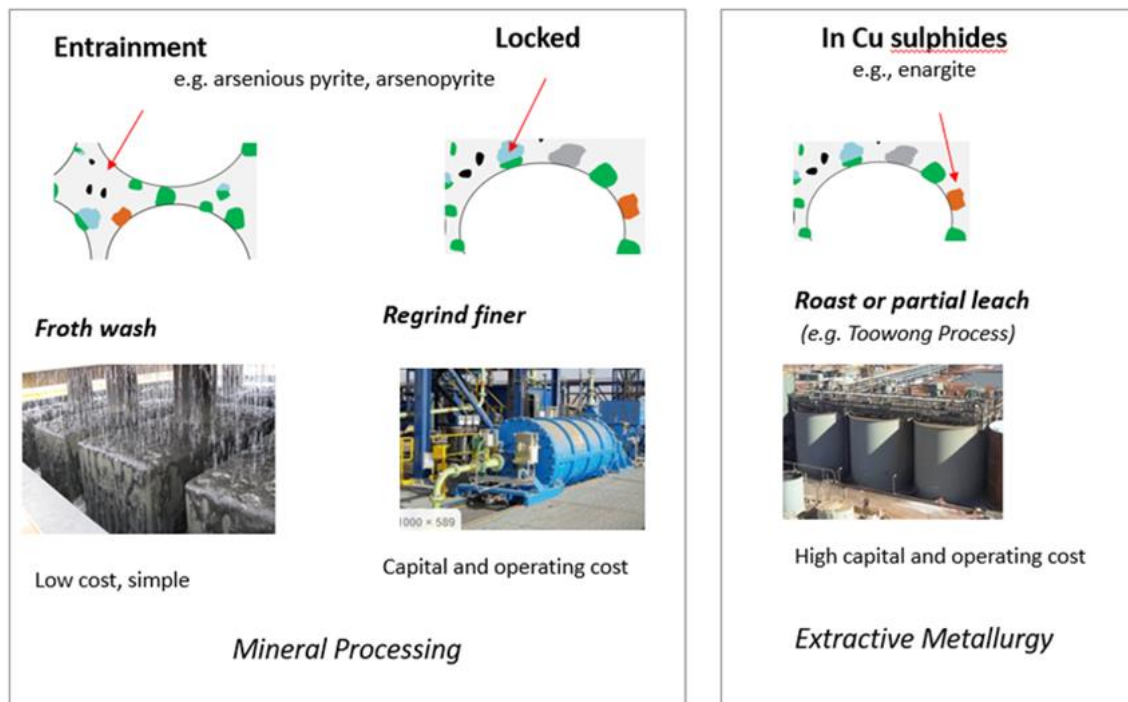 Entrainment
Locked
e.g. arsenious pyrite, arsenopyrite
Froth wash
Regrind finer
1000 × 589
Low cost, simple
Capital and operating cost
Mineral Processing
In Cu sulphides
e.g., enargite
Roast or partial leach
(e.g. Toowong Process)
High capital and operating cost
Extractive Metallurgy